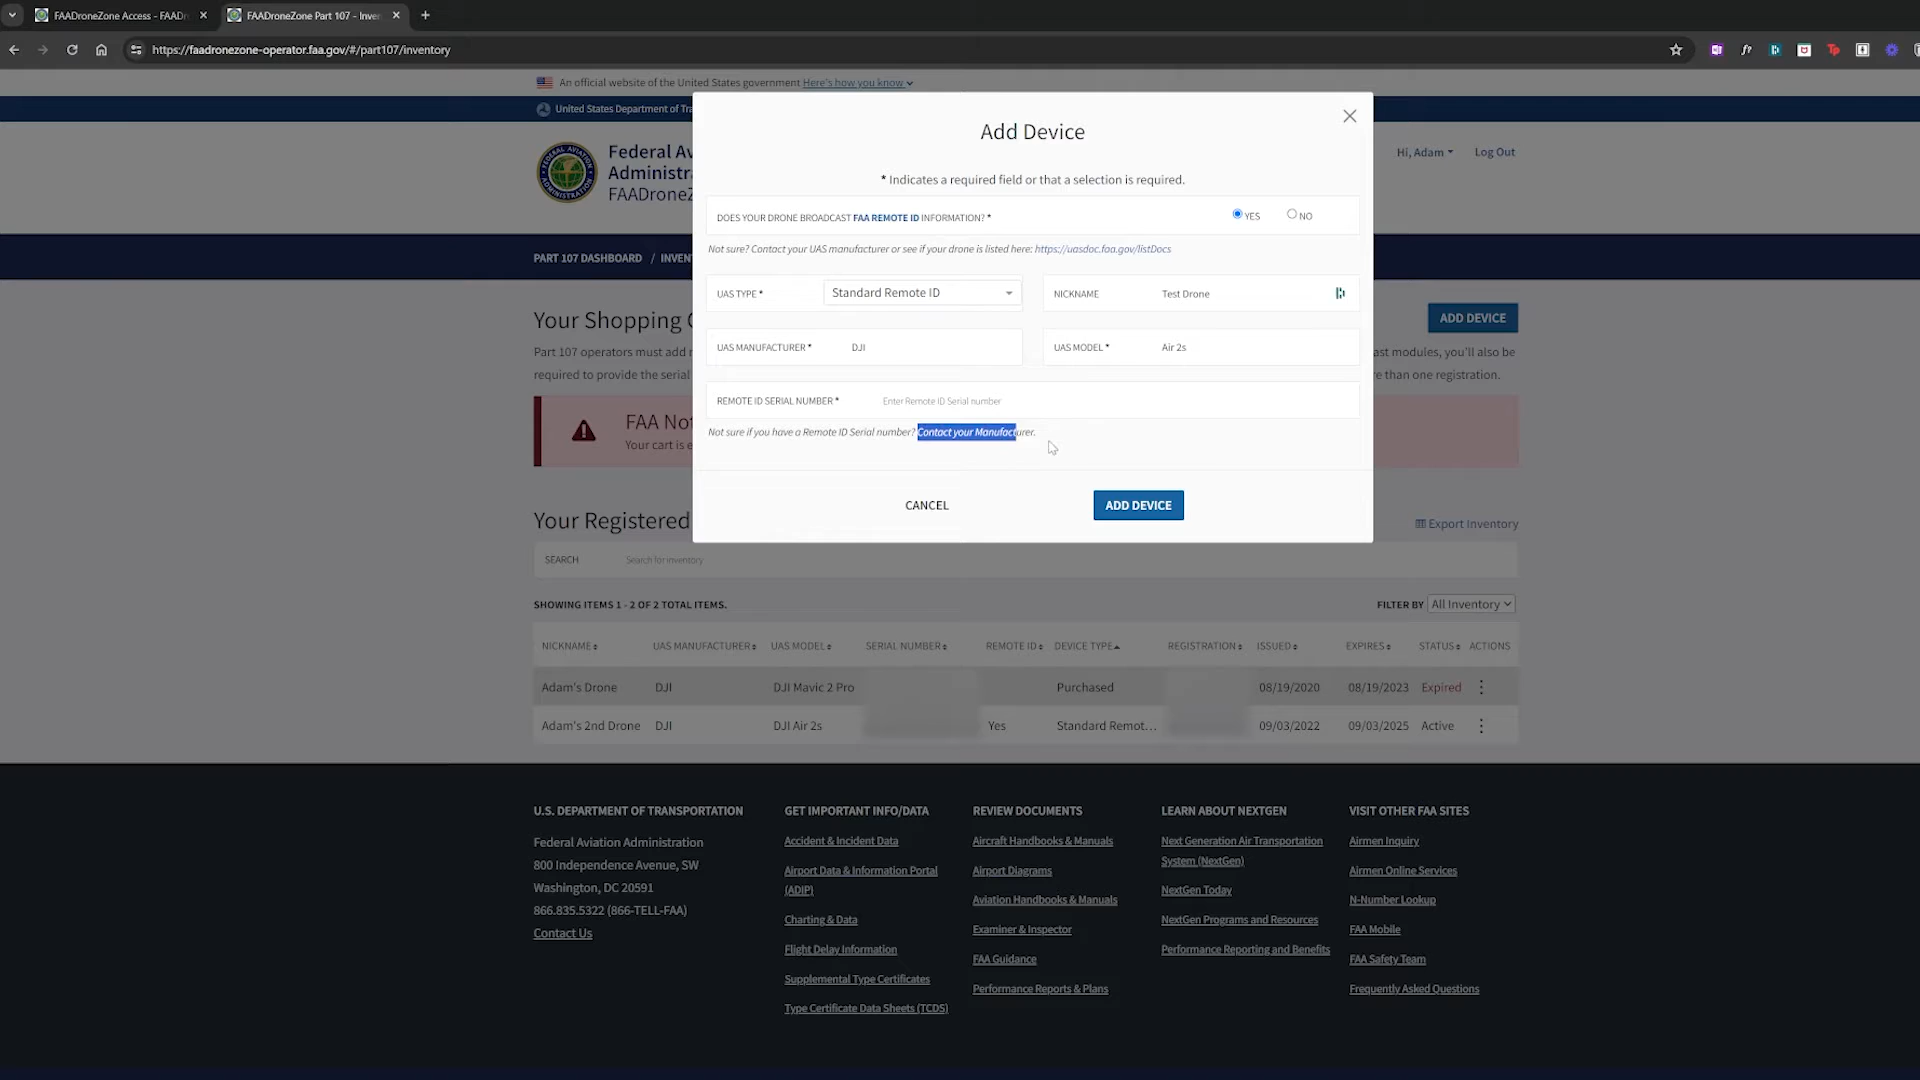 FAADroneZone Access - FAADr
FAADroneZone Part 107 - Inver
https://faadronezone-operator.faa.gov/#/part107/inventory
An official website of the United States government Here's how you know
United States Department of Tra
Federal Av
Administra
FAADroneZ
Hi, Adam
Log Out
PART 107 DASHBOARD / INVEN
Add Device
* Indicates a required field or that a selection is required.
DOES YOUR DRONE BROADCAST FAA REMOTE ID INFORMATION? *
YES
NO
Not sure? Contact your UAS manufacturer or see if your drone is listed here: https://uasdoc.faa.gov/listDocs
UAS TYPE * Standard Remote ID
NICKNAME Test Drone
UAS MANUFACTURER * DJI
UAS MODEL * Air 2s
REMOTE ID SERIAL NUMBER * Enter Remote ID Serial number
Not sure if you have a Remote ID Serial number? Contact your Manufacturer.
CANCEL
ADD DEVICE
Your Shopping C
ADD DEVICE
Part 107 operators must add
ast modules, you'll also be
required to provide the serial
re than one registration.
FAA Not
Your cart is e
Your Registered
Export Inventory
SEARCH Search for inventory
SHOWING ITEMS 1 - 2 OF 2 TOTAL ITEMS.
FILTER BY All Inventory
NICKNAME UAS MANUFACTURER UAS MODEL SERIAL NUMBER REMOTE ID DEVICE TYPE REGISTRATION ISSUED EXPIRES STATUS ACTIONS
Adam's Drone DJI DJI Mavic 2 Pro Purchased 08/19/2020 08/19/2023 Expired
Adam's 2nd Drone DJI DJI Air 2s Yes Standard Remot... 09/03/2022 09/03/2025 Active
U.S. DEPARTMENT OF TRANSPORTATION
Federal Aviation Administration
800 Independence Avenue, SW
Washington, DC 20591
866.835.5322 (866-TELL-FAA)
Contact Us
GET IMPORTANT INFO/DATA
Accident & Incident Data
Airport Data & Information Portal
(ADIP)
Charting & Data
Flight Delay Information
Supplemental Type Certificates
Type Certificate Data Sheets (TCDS)
REVIEW DOCUMENTS
Aircraft Handbooks & Manuals
Airport Diagrams
Aviation Handbooks & Manuals
Examiner & Inspector
FAA Guidance
Performance Reports & Plans
LEARN ABOUT NEXTGEN
Next Generation Air Transportation
System (NextGen)
NextGen Today
NextGen Programs and Resources
Performance Reporting and Benefits
VISIT OTHER FAA SITES
Airmen Inquiry
Airmen Online Services
N-Number Lookup
FAA Mobile
FAA Safety Team
Frequently Asked Questions